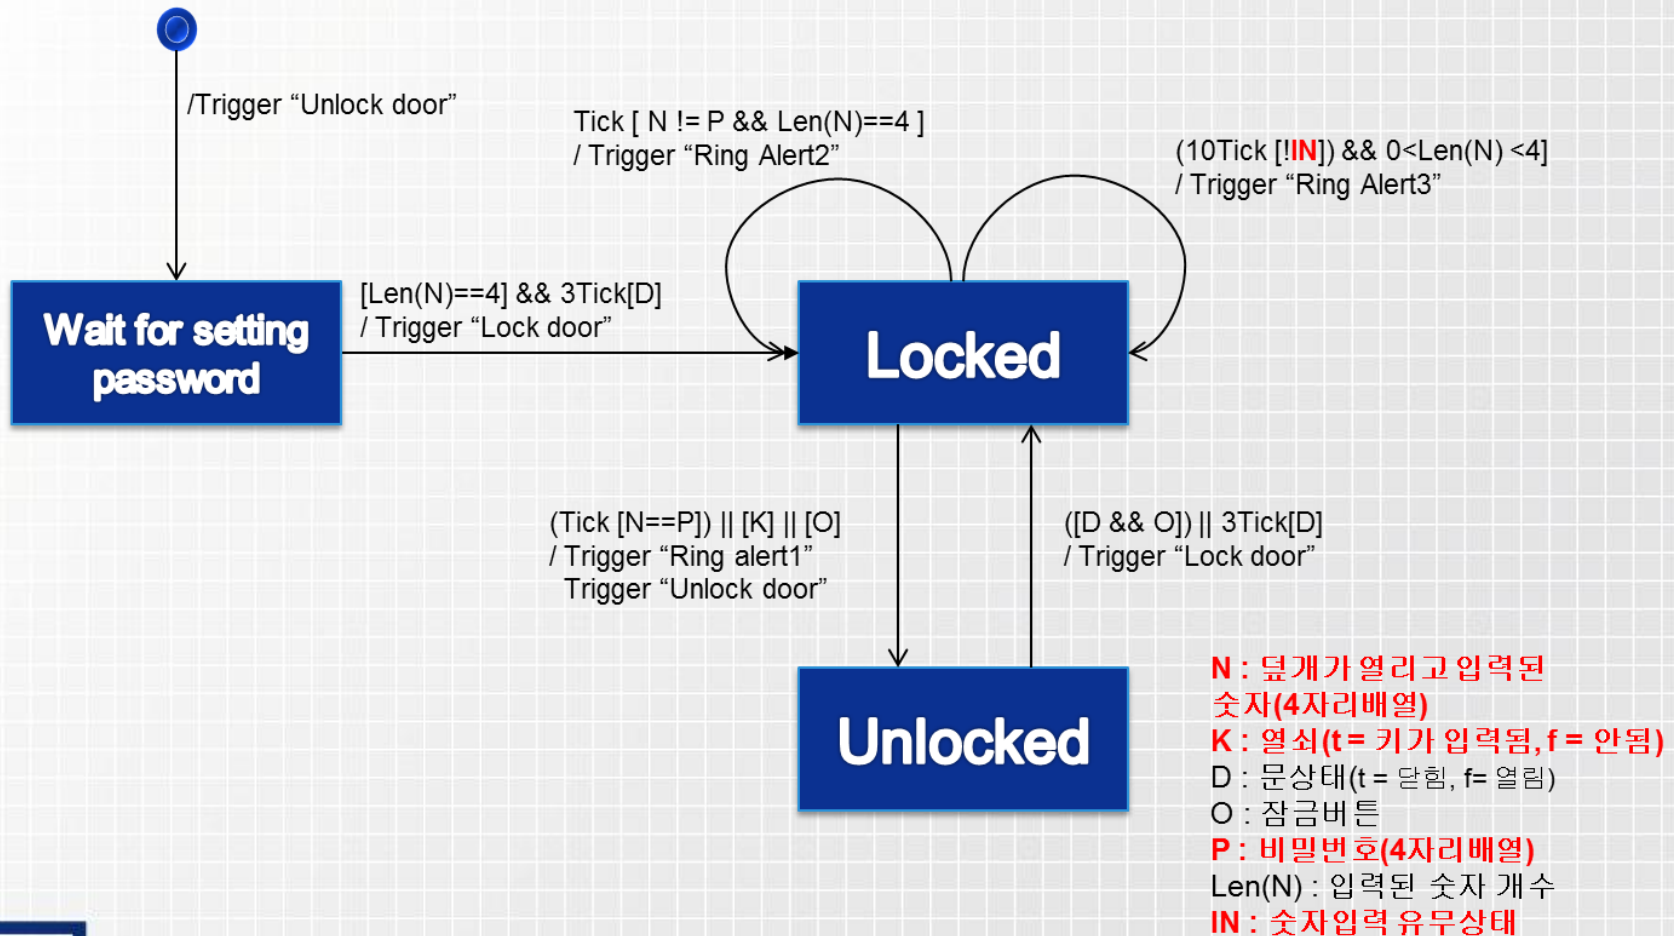 /Trigger “Unlock door”
Tick [ N != P && Len(N)==4 ]
/ Trigger “Ring Alert2”
(10Tick [!IN]) && 0<Len(N) <4]
/ Trigger “Ring Alert3”
Wait for setting
password
[Len(N)==4] && 3Tick[D]
/ Trigger “Lock door”
Locked
(Tick [N==P]) || [K] || [O]
/ Trigger “Ring alert1”
Trigger “Unlock door”
([D && O]) || 3Tick[D]
/ Trigger “Lock door”
Unlocked
N : 덮개가 열리고 입력된
숫자(4자리배열)
K : 열쇠(t = 키가 입력됨, f = 안됨)
D : 문상태(t = 닫힘, f= 열림)
O : 잠금버튼
P : 비밀번호(4자리배열)
Len(N) : 입력된 숫자 개수
IN : 숫자입력 유무상태